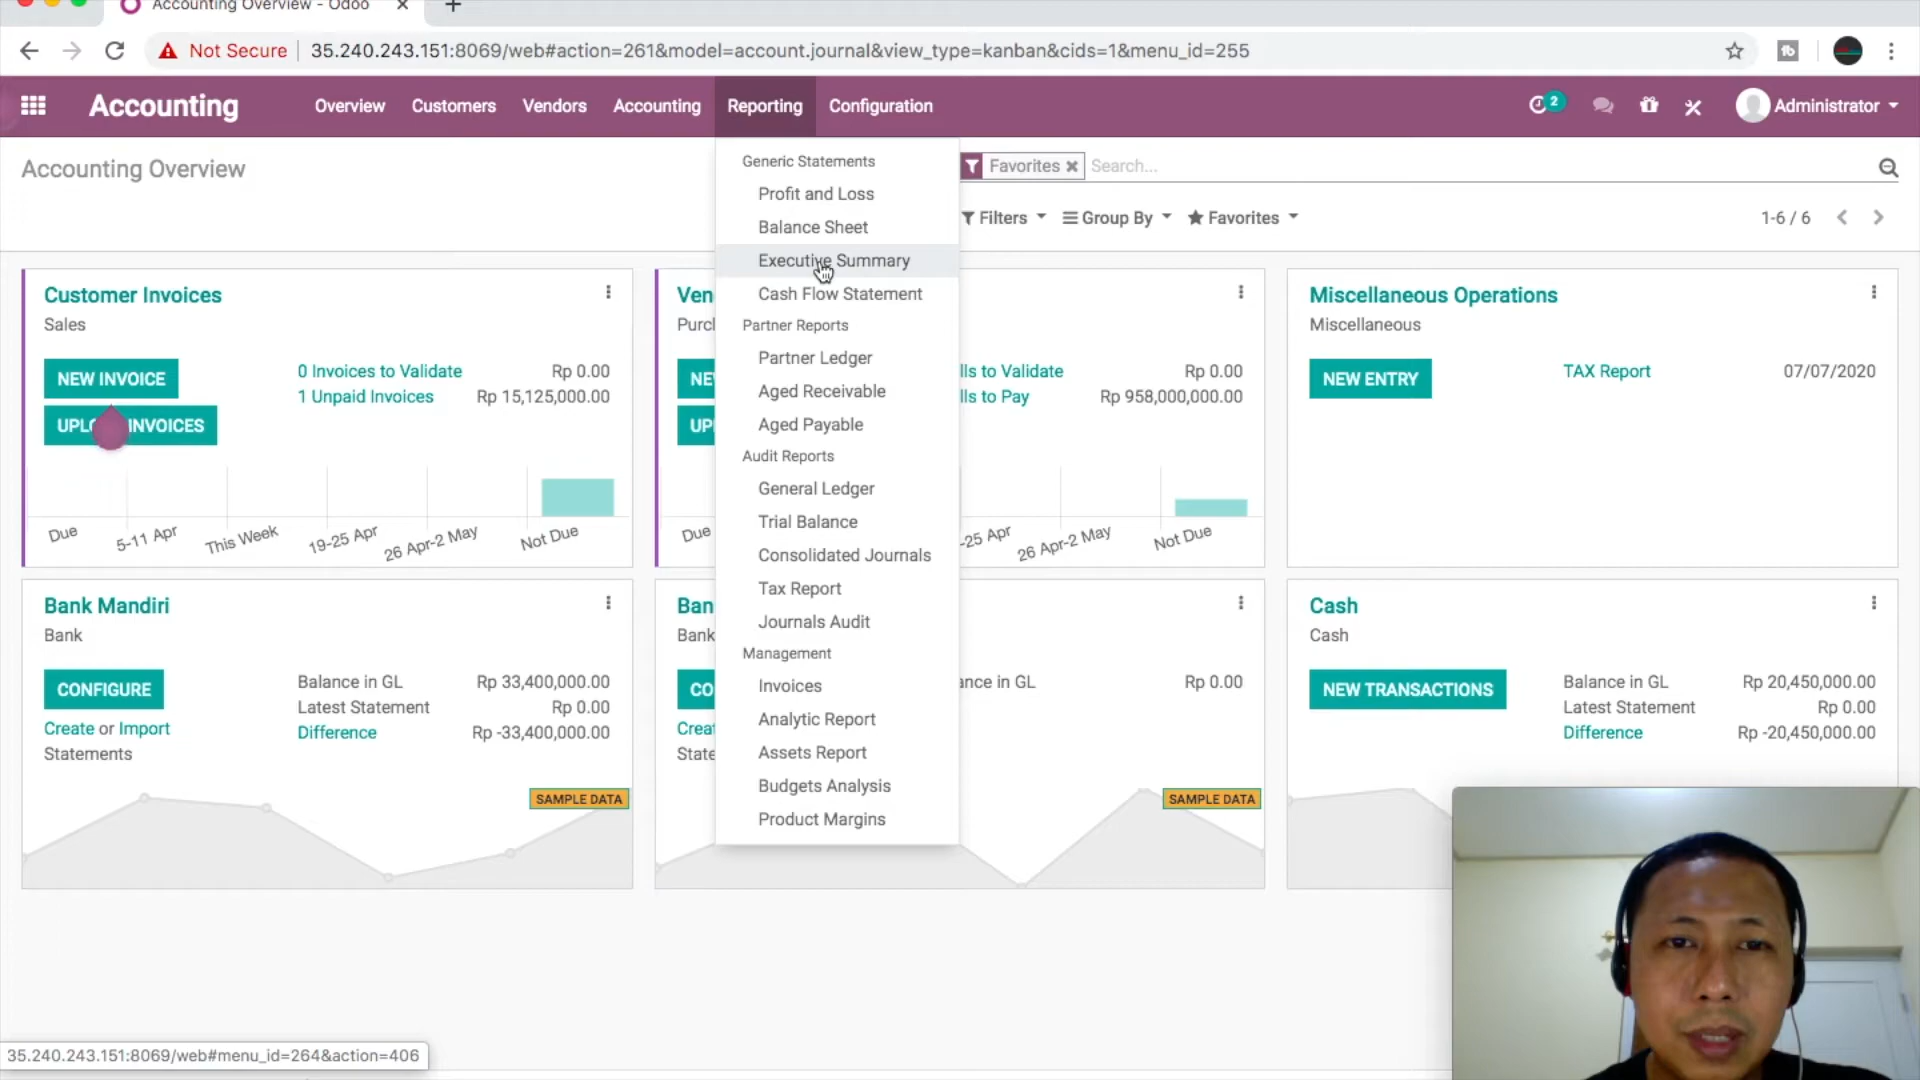 Accounting Overview - Odoo
Not Secure
35.240.243.151:8069/web#action=261&model=account.journal&view_type=kanban&cids=1&menu_id=255
Accounting
Overview
Customers
Vendors
Accounting
Reporting
Configuration
2
Administrator
Accounting Overview
Favorites
Search...
Filters
Group By
Favorites
1-6 / 6
Generic Statements
Profit and Loss
Balance Sheet
Executive Summary
Cash Flow Statement
Partner Reports
Partner Ledger
Aged Receivable
Aged Payable
Audit Reports
General Ledger
Trial Balance
Consolidated Journals
Tax Report
Journals Audit
Management
Invoices
Analytic Report
Assets Report
Budgets Analysis
Product Margins
Customer Invoices
Sales
NEW INVOICE
0 Invoices to Validate Rp 0.00
1 Unpaid Invoices Rp 15,125,000.00
INVOICES
Due
5-11 Apr
This Week
19-25 Apr
26 Apr-2 May
Not Due
Ven
Purc
NE
lls to Validate Rp 0.00
UP
lls to Pay Rp 958,000,000.00
Due
-25 Apr
26 Apr-2 May
Not Due
Miscellaneous Operations
Miscellaneous
NEW ENTRY
TAX Report 07/07/2020
Bank Mandiri
Bank
CONFIGURE
Create or Import
Statements
Balance in GL Rp 33,400,000.00
Latest Statement Rp 0.00
Difference Rp -33,400,000.00
SAMPLE DATA
Ban
Bank
CO
Creat
State
ance in GL Rp 0.00
SAMPLE DATA
Cash
Cash
NEW TRANSACTIONS
Balance in GL Rp 20,450,000.00
Latest Statement Rp 0.00
Difference Rp -20,450,000.00
35.240.243.151:8069/web#menu_id=264&action=406